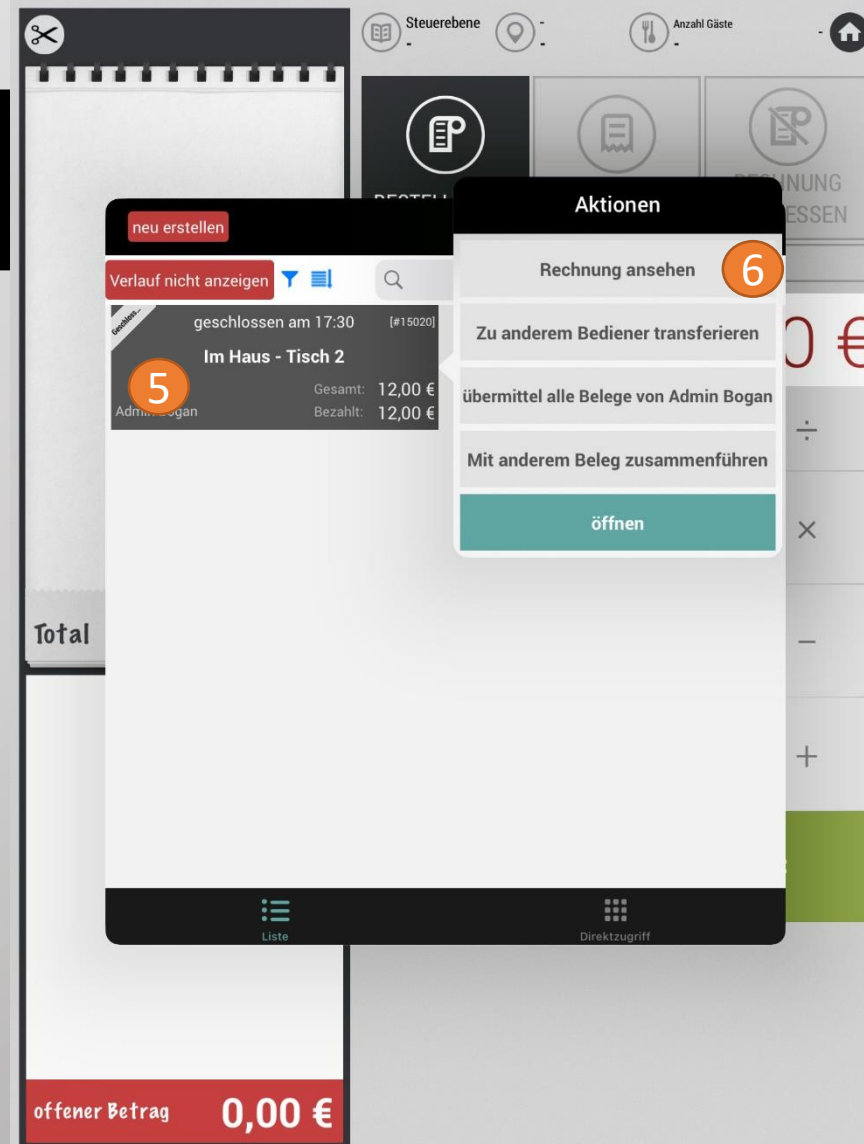 Steuerebene
-
-
-
Anzahl Gäste
-
-
neu erstellen
Aktionen
Verlauf nicht anzeigen
Rechnung ansehen
6
Zu anderem Bediener transferieren
übermittel alle Belege von Admin Bogan
Mit anderem Beleg zusammenführen
öffnen
geschlossen am 17:30 [#15020]
Im Haus - Tisch 2
5
Gesamt: 12,00 €
Bezahlt: 12,00 €
€
÷
×
−
+
Total
Liste
Direktzugriff
offener Betrag 0,00 €